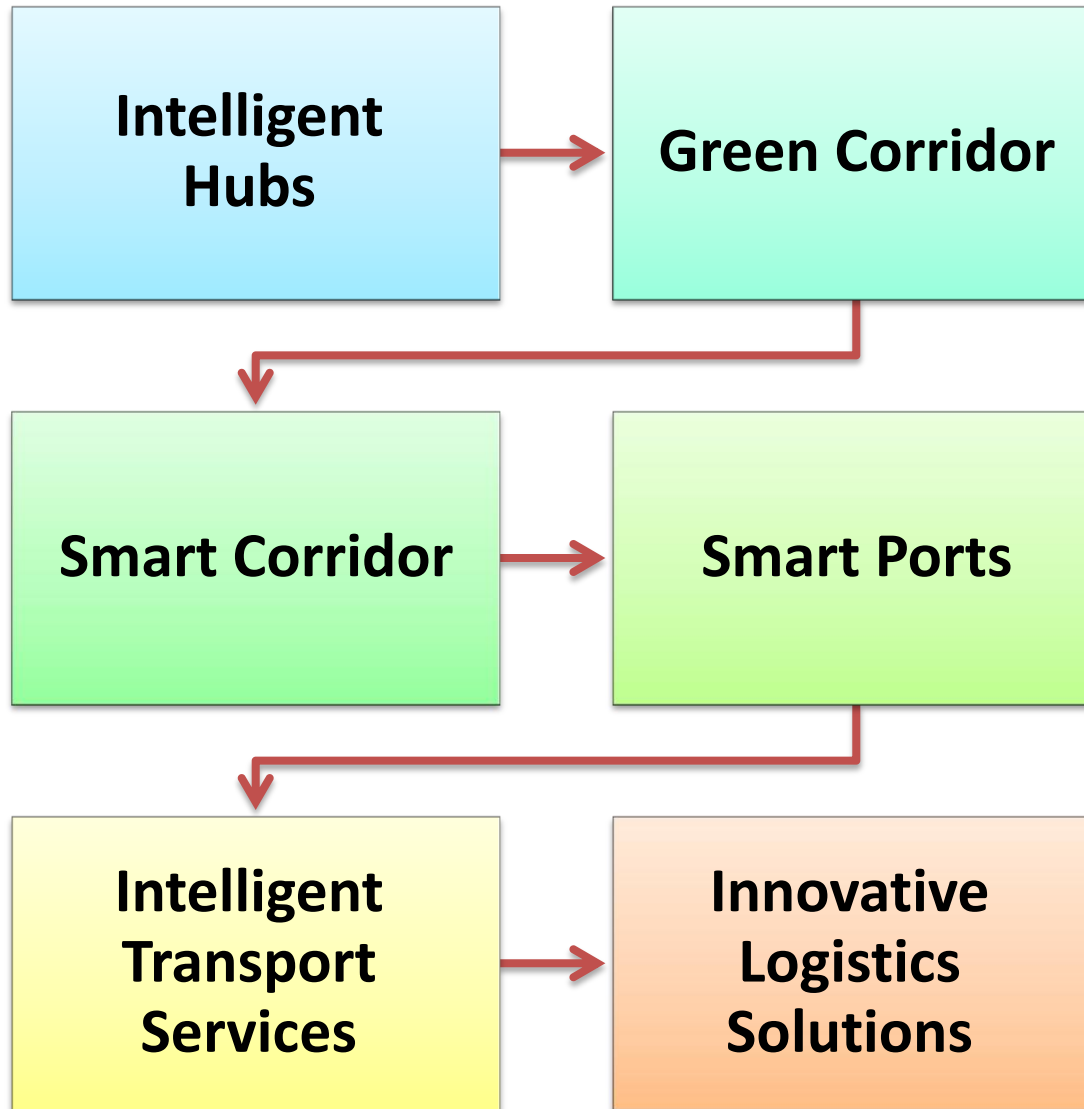 Intelligent
Hubs
Green Corridor
Smart Corridor
Smart Ports
Intelligent
Transport
Services
Innovative
Logistics
Solutions